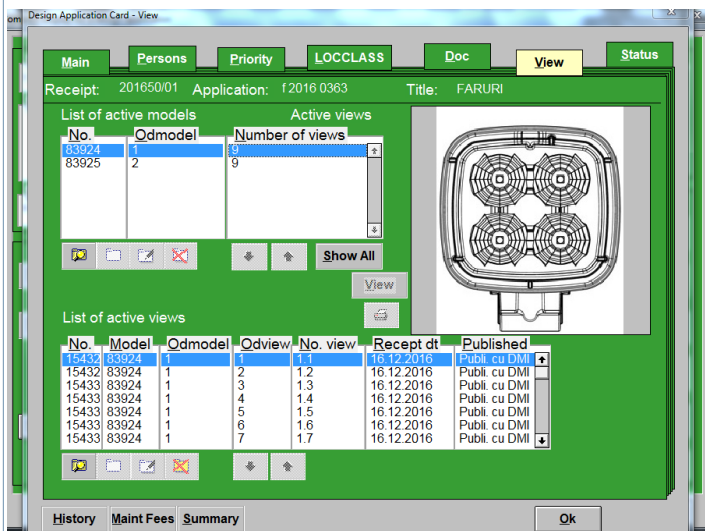 Design Application Card - View
Main Persons Priority LOCCLASS Doc View Status
Receipt: 201650/01 Application: f 2016 0363 Title: FARURI
List of active models Active views
No. Odmodel Number of views
83924 1 9
83925 2 9
Show All
View
List of active views
No. Model Odmodel Odview No. view Recept dt Published
15432 83924 1 1 1.1 16.12.2016 Publi. cu DMI
15432 83924 1 2 1.2 16.12.2016 Publi. cu DMI
15433 83924 1 3 1.3 16.12.2016 Publi. cu DMI
15433 83924 1 4 1.4 16.12.2016 Publi. cu DMI
15433 83924 1 5 1.5 16.12.2016 Publi. cu DMI
15433 83924 1 6 1.6 16.12.2016 Publi. cu DMI
15433 83924 1 7 1.7 16.12.2016 Publi. cu DMI
History Maint Fees Summary Ok